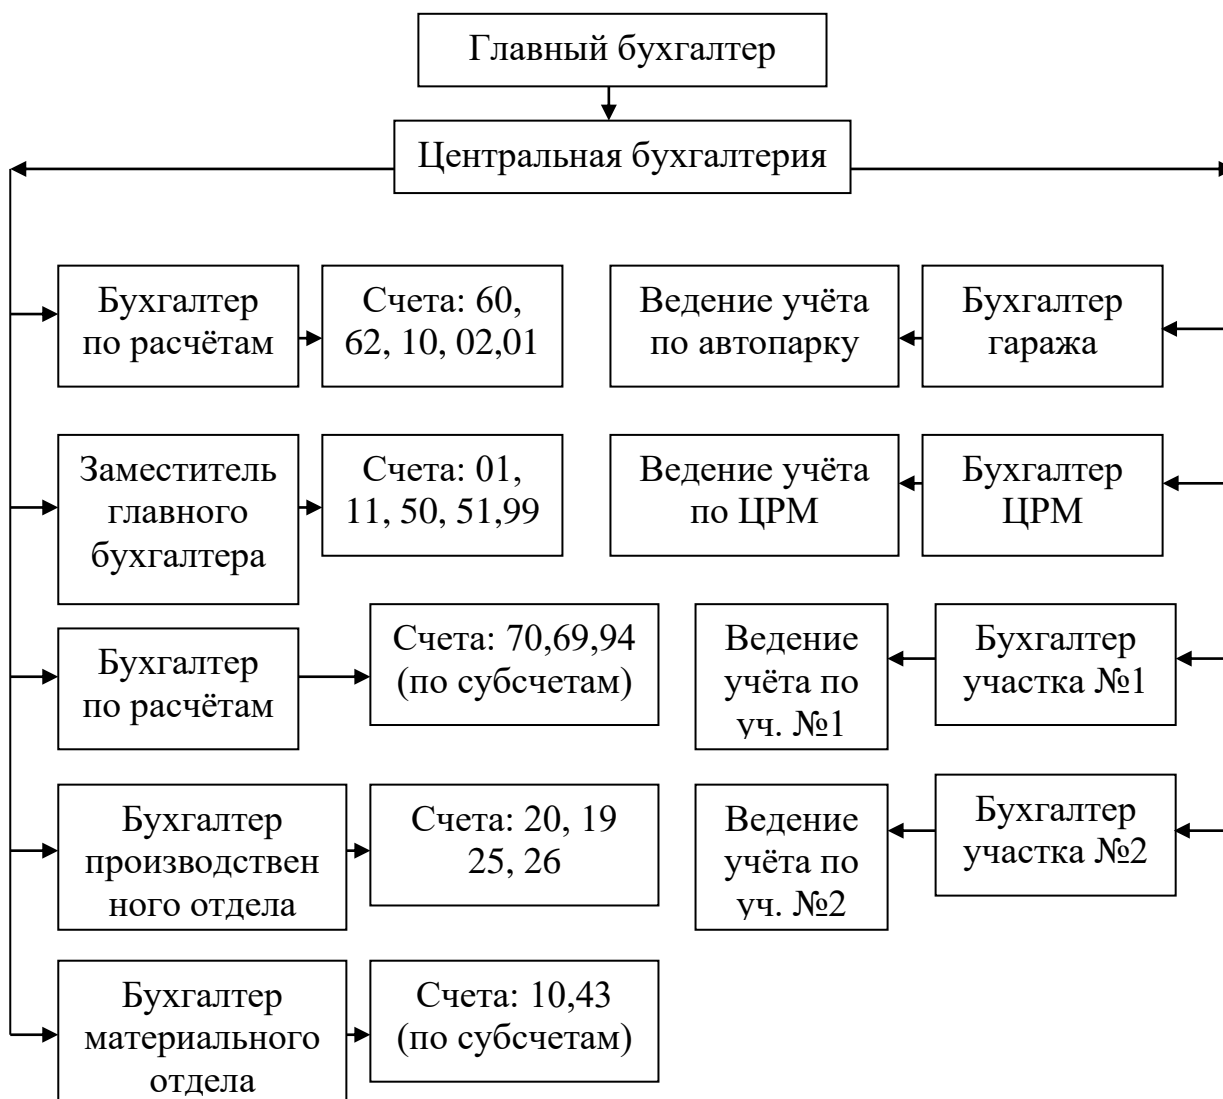 Главный бухгалтер
Центральная бухгалтерия
Бухгалтер
по расчётам
Счета: 60,
62, 10, 02,01
Ведение учёта
по автопарку
Бухгалтер
гаража
Заместитель
главного
бухгалтера
Счета: 01,
11, 50, 51,99
Ведение учёта
по ЦРМ
Бухгалтер
ЦРМ
Бухгалтер
по расчётам
Счета: 70,69,94
(по субсчетам)
Ведение
учёта по
уч. №1
Бухгалтер
участка №1
Бухгалтер
производствен
ного отдела
Счета: 20, 19
25, 26
Ведение
учёта по
уч. №2
Бухгалтер
участка №2
Бухгалтер
материального
отдела
Счета: 10,43
(по субсчетам)